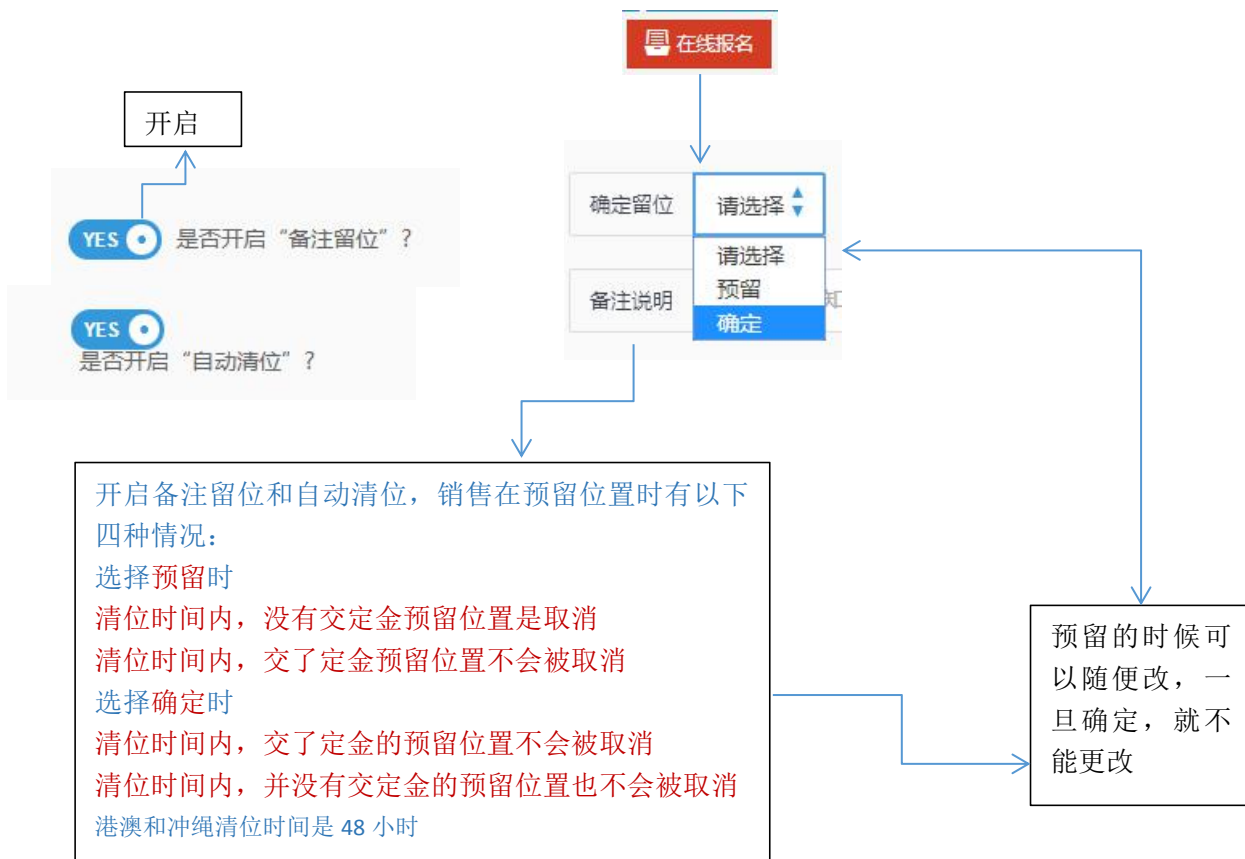 在线报名
开启
确定留位 请选择
YES 是否开启“备注留位”?
请选择
预留
备注说明
确定
YES
是否开启“自动清位”?
开启备注留位和自动清位，销售在预留位置时有以下
四种情况：
选择预留时
清位时间内，没有交定金预留位置是取消
清位时间内，交了定金预留位置不会被取消
选择确定时
清位时间内，交了定金的预留位置不会被取消
清位时间内，并没有交定金的预留位置也不会被取消
港澳和冲绳清位时间是 48 小时
预留的时候可
以随便改，一
旦确定，就不
能更改